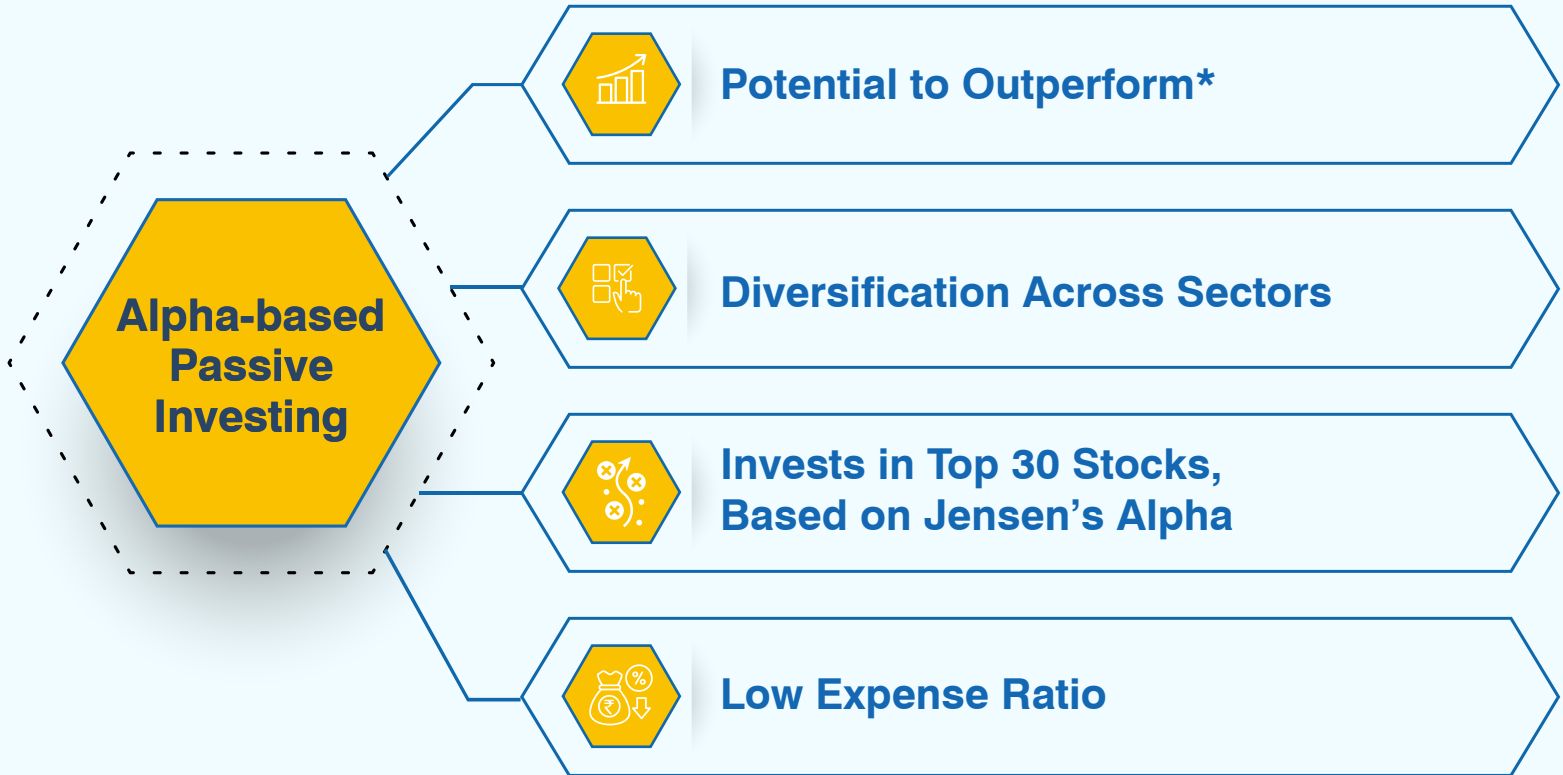 Potential to Outperform*
Diversification Across Sectors
Alpha-based
Passive
Investing
Invests in Top 30 Stocks,
Based on Jensen’s Alpha
%
₹
Low Expense Ratio